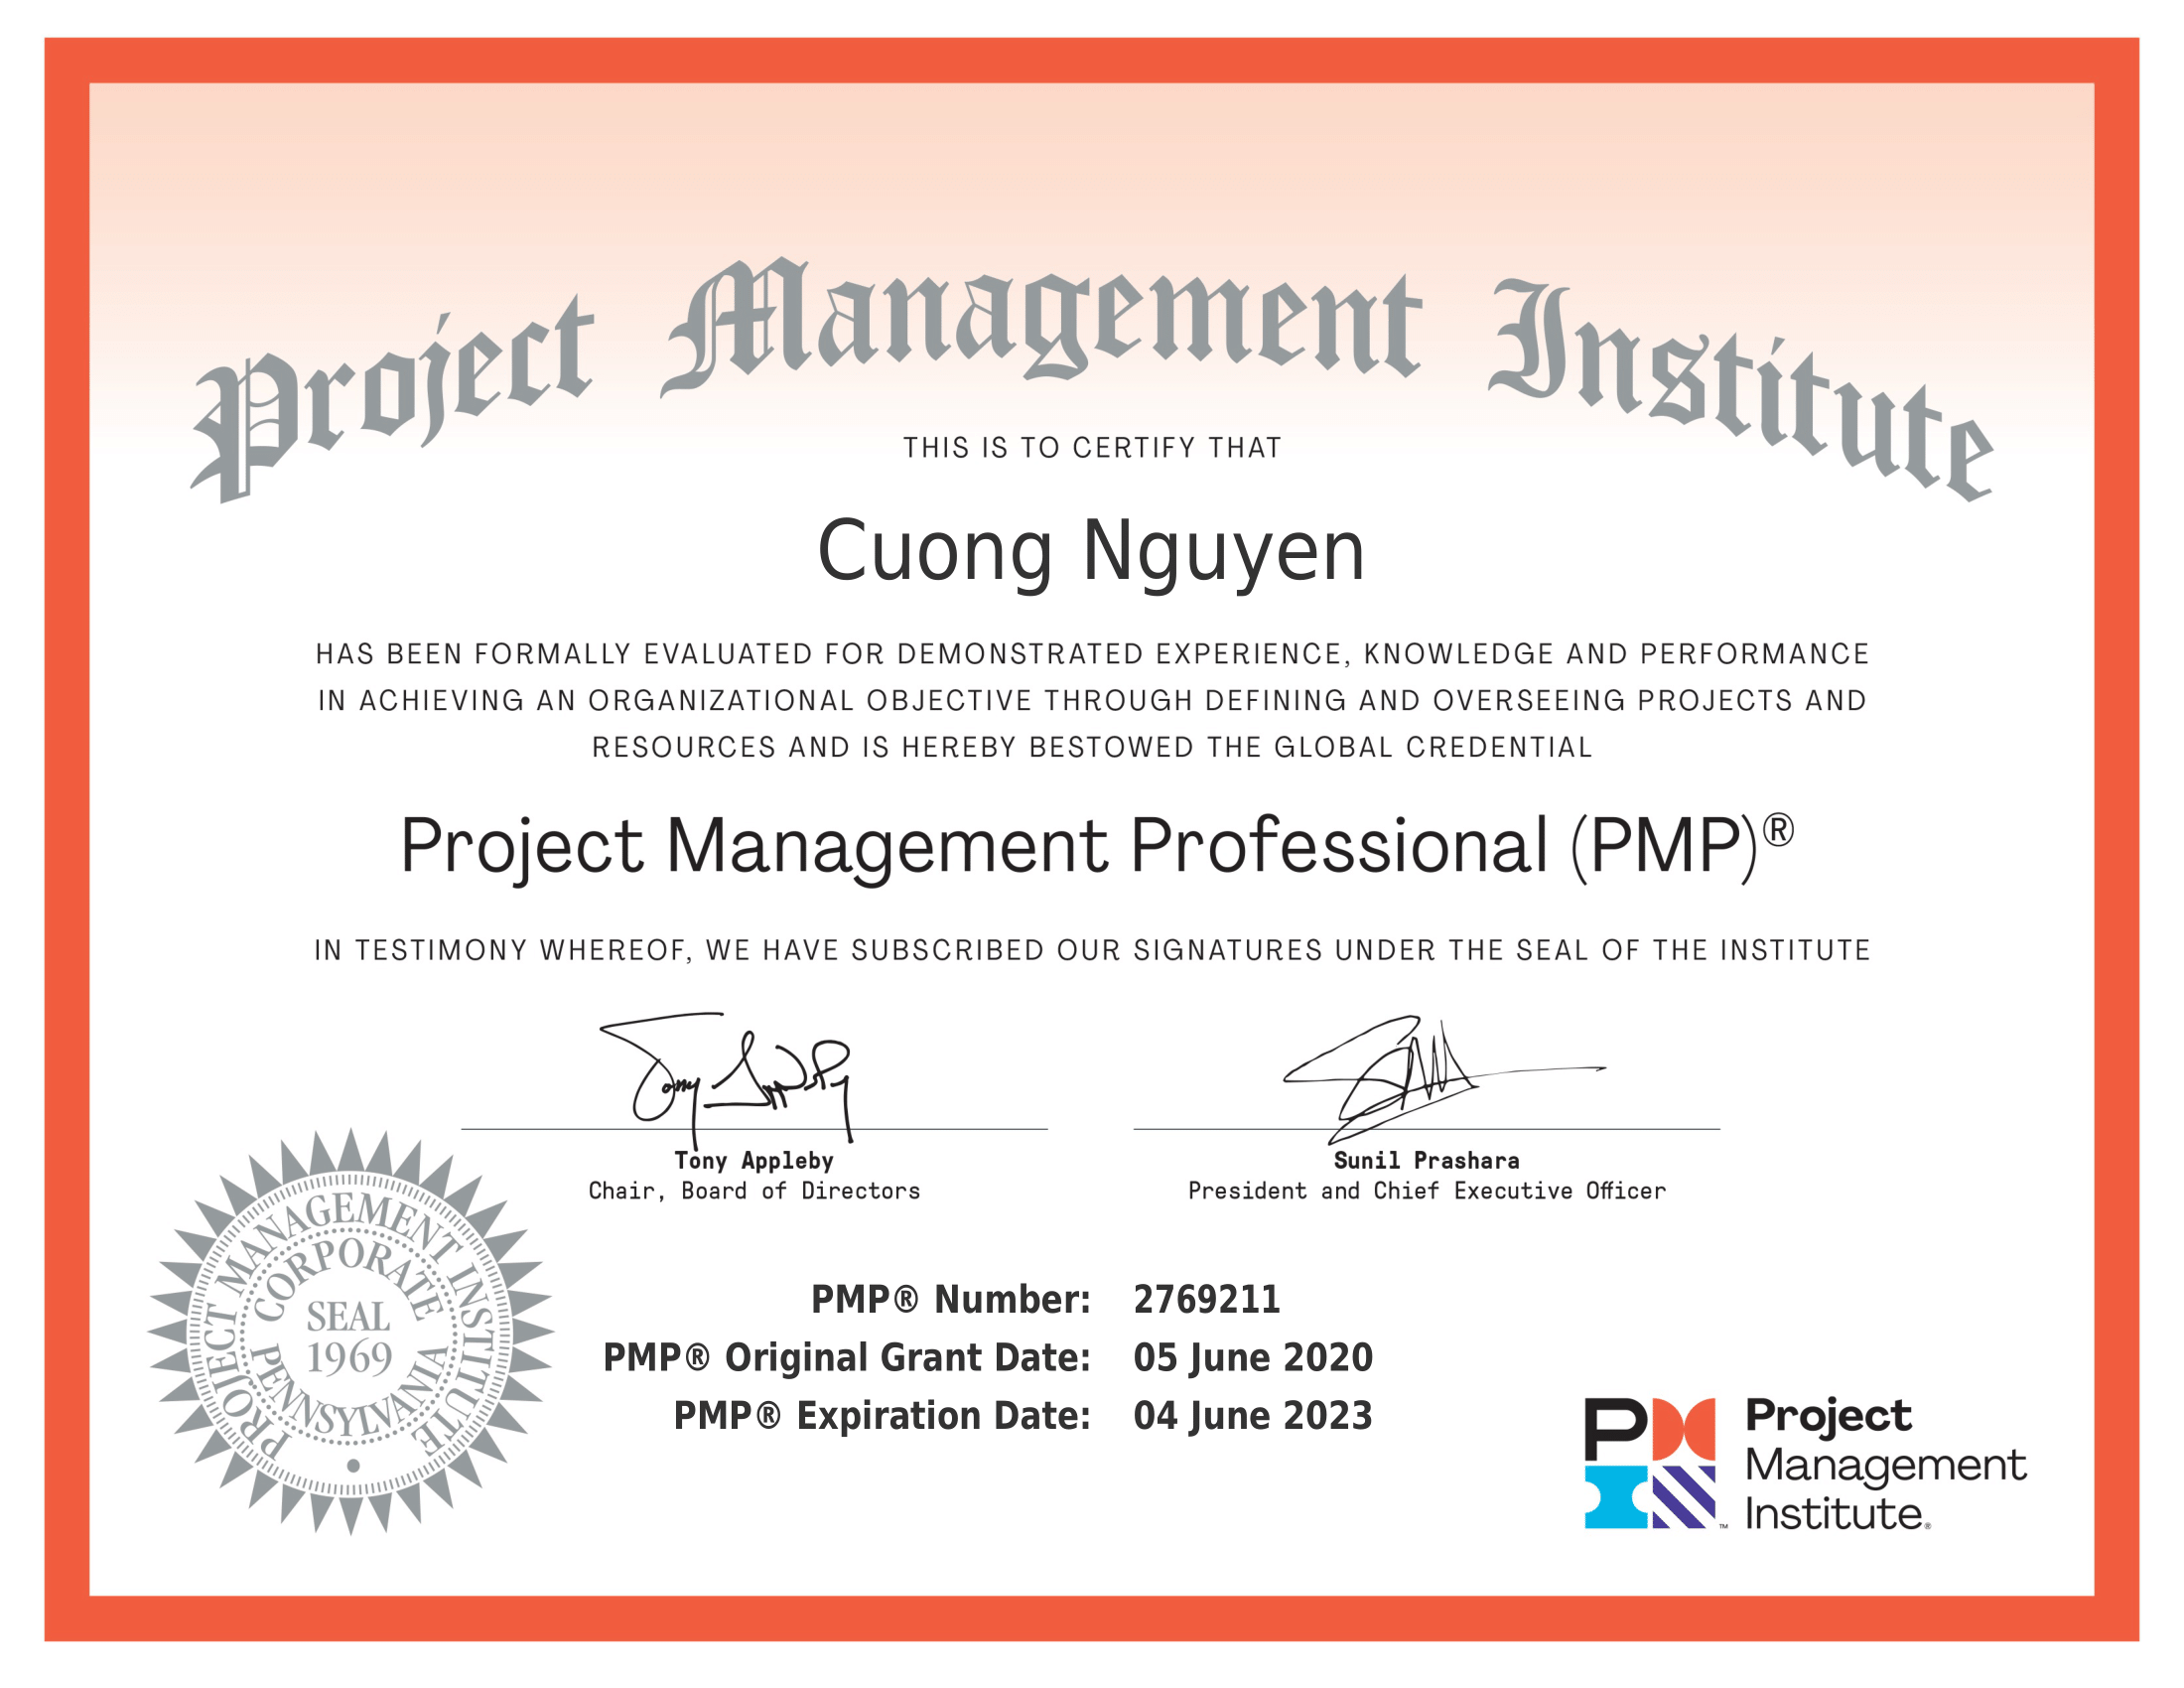 Project Management Institute
THIS IS TO CERTIFY THAT
Cuong Nguyen
HAS BEEN FORMALLY EVALUATED FOR DEMONSTRATED EXPERIENCE, KNOWLEDGE AND PERFORMANCE
IN ACHIEVING AN ORGANIZATIONAL OBJECTIVE THROUGH DEFINING AND OVERSEEING PROJECTS AND
RESOURCES AND IS HEREBY BESTOWED THE GLOBAL CREDENTIAL
Project Management Professional (PMP)®
IN TESTIMONY WHEREOF, WE HAVE SUBSCRIBED OUR SIGNATURES UNDER THE SEAL OF THE INSTITUTE
Tony Appleby
Chair, Board of Directors
Sunil Prashara
President and Chief Executive Officer
PROJECT MANAGEMENT INSTITUTE
CORPORATE
SEAL
1969
PENNSYLVANIA
PMP® Number: 2769211
PMP® Original Grant Date: 05 June 2020
PMP® Expiration Date: 04 June 2023
™
Project
Management
Institute®